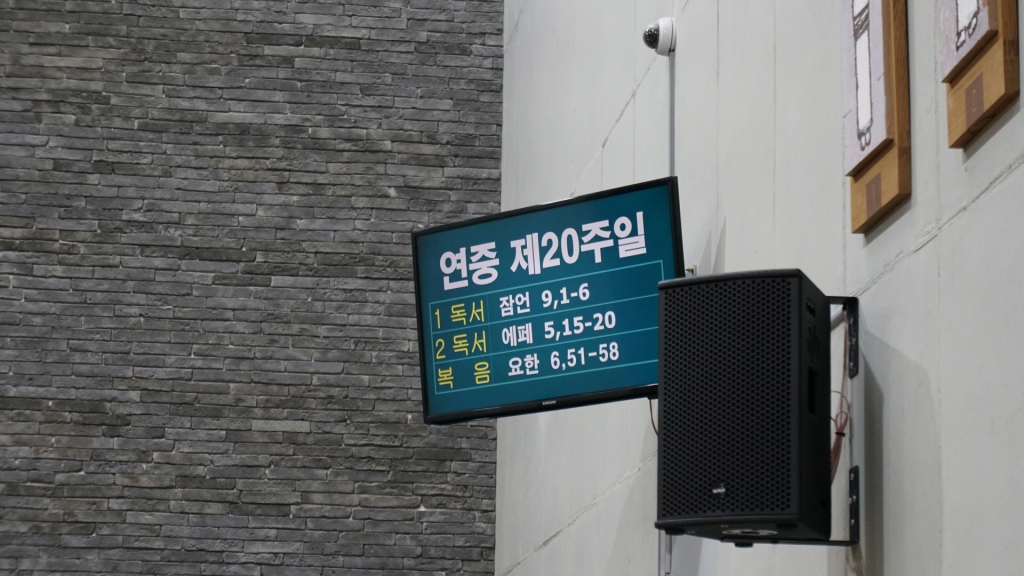 연중 제20주일
1 독서 잠언 9,1-6
2 독서 에페 5,15-20
복 음 요한 6,51-58